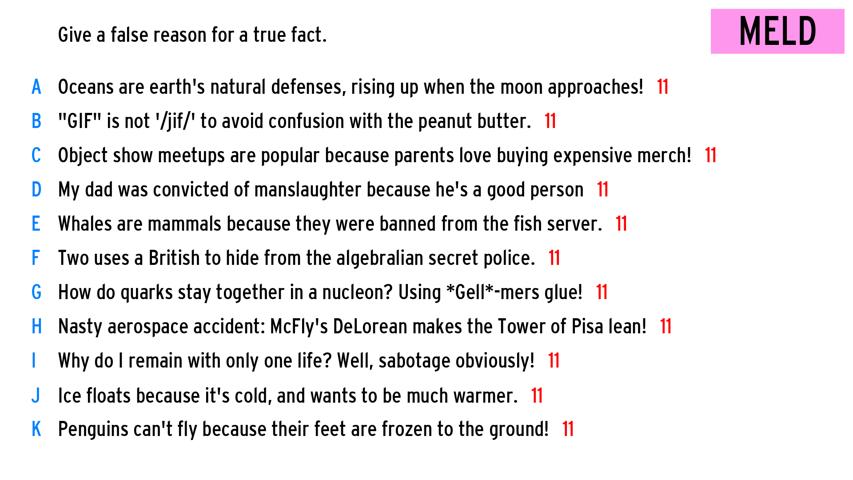 Give a false reason for a true fact.
MELD
A Oceans are earth's natural defenses, rising up when the moon approaches! 11
B "GIF" is not '/jif/' to avoid confusion with the peanut butter. 11
C Object show meetups are popular because parents love buying expensive merch! 11
D My dad was convicted of manslaughter because he's a good person 11
E Whales are mammals because they were banned from the fish server. 11
F Two uses a British to hide from the algebralian secret police. 11
G How do quarks stay together in a nucleon? Using *Gell*-mers glue! 11
H Nasty aerospace accident: McFly's DeLorean makes the Tower of Pisa lean! 11
I Why do I remain with only one life? Well, sabotage obviously! 11
J Ice floats because it's cold, and wants to be much warmer. 11
K Penguins can't fly because their feet are frozen to the ground! 11